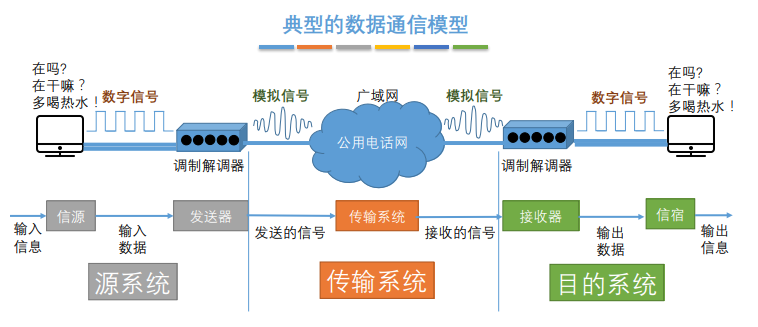 典型的数据通信模型
在吗?
在干嘛？
多喝热水！
数字信号
模拟信号
广域网
模拟信号
数字信号
在吗?
在干嘛？
多喝热水！
公用电话网
调制解调器
调制解调器
信源
发送器
传输系统
接收器
信宿
输入
信息
输入
数据
发送的信号
接收的信号
输出
数据
输出
信息
源系统
传输系统
目的系统